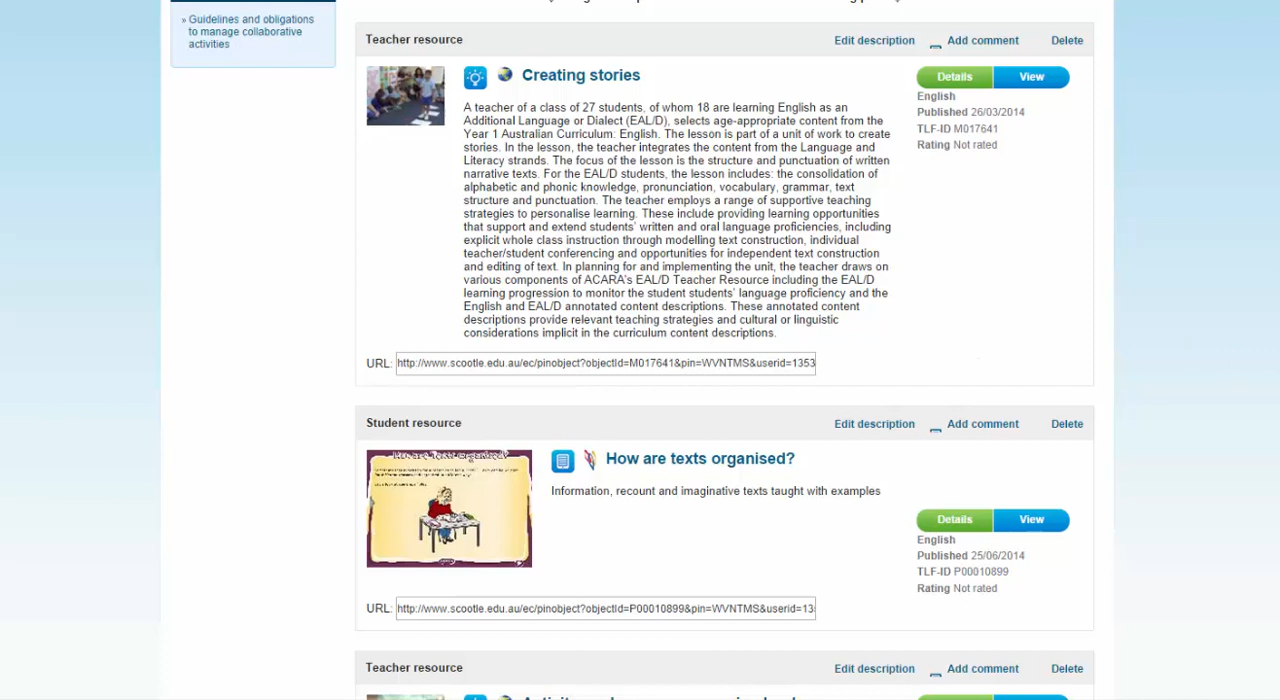 » Guidelines and obligations
to manage collaborative
activities
Teacher resource
Edit description
Add comment
Delete
Creating stories
Details
View
A teacher of a class of 27 students, of whom 18 are learning English as an
Additional Language or Dialect (EAL/D), selects age-appropriate content from the
Year 1 Australian Curriculum: English. The lesson is part of a unit of work to create
stories. In the lesson, the teacher integrates the content from the Language and
Literacy strands. The focus of the lesson is the structure and punctuation of written
narrative texts. For the EAL/D students, the lesson includes: the consolidation of
alphabetic and phonic knowledge, pronunciation, vocabulary, grammar, text
structure and punctuation. The teacher employs a range of supportive teaching
strategies to personalise learning. These include providing learning opportunities
that support and extend students' written and oral language proficiencies, including
explicit whole class instruction through modelling text construction, individual
teacher/student conferencing and opportunities for independent text construction
and editing of text. In planning for and implementing the unit, the teacher draws on
various components of ACARA's EAL/D Teacher Resource including the EAL/D
learning progression to monitor the student students' language proficiency and the
English and EAL/D annotated content descriptions. These annotated content
descriptions provide relevant teaching strategies and cultural or linguistic
considerations implicit in the curriculum content descriptions.
English
Published 26/03/2014
TLF-ID M017641
Rating Not rated
URL: http://www.scootle.edu.au/ec/pinobject?objectId=M017641&pin=WVNTMS&userid=1353
Student resource
Edit description
Add comment
Delete
How are texts organised?
Information, recount and imaginative texts taught with examples
Details
View
English
Published 25/06/2014
TLF-ID P00010899
Rating Not rated
URL: http://www.scootle.edu.au/ec/pinobject?objectId=P00010899&pin=WVNTMS&userid=13
Teacher resource
Edit description
Add comment
Delete